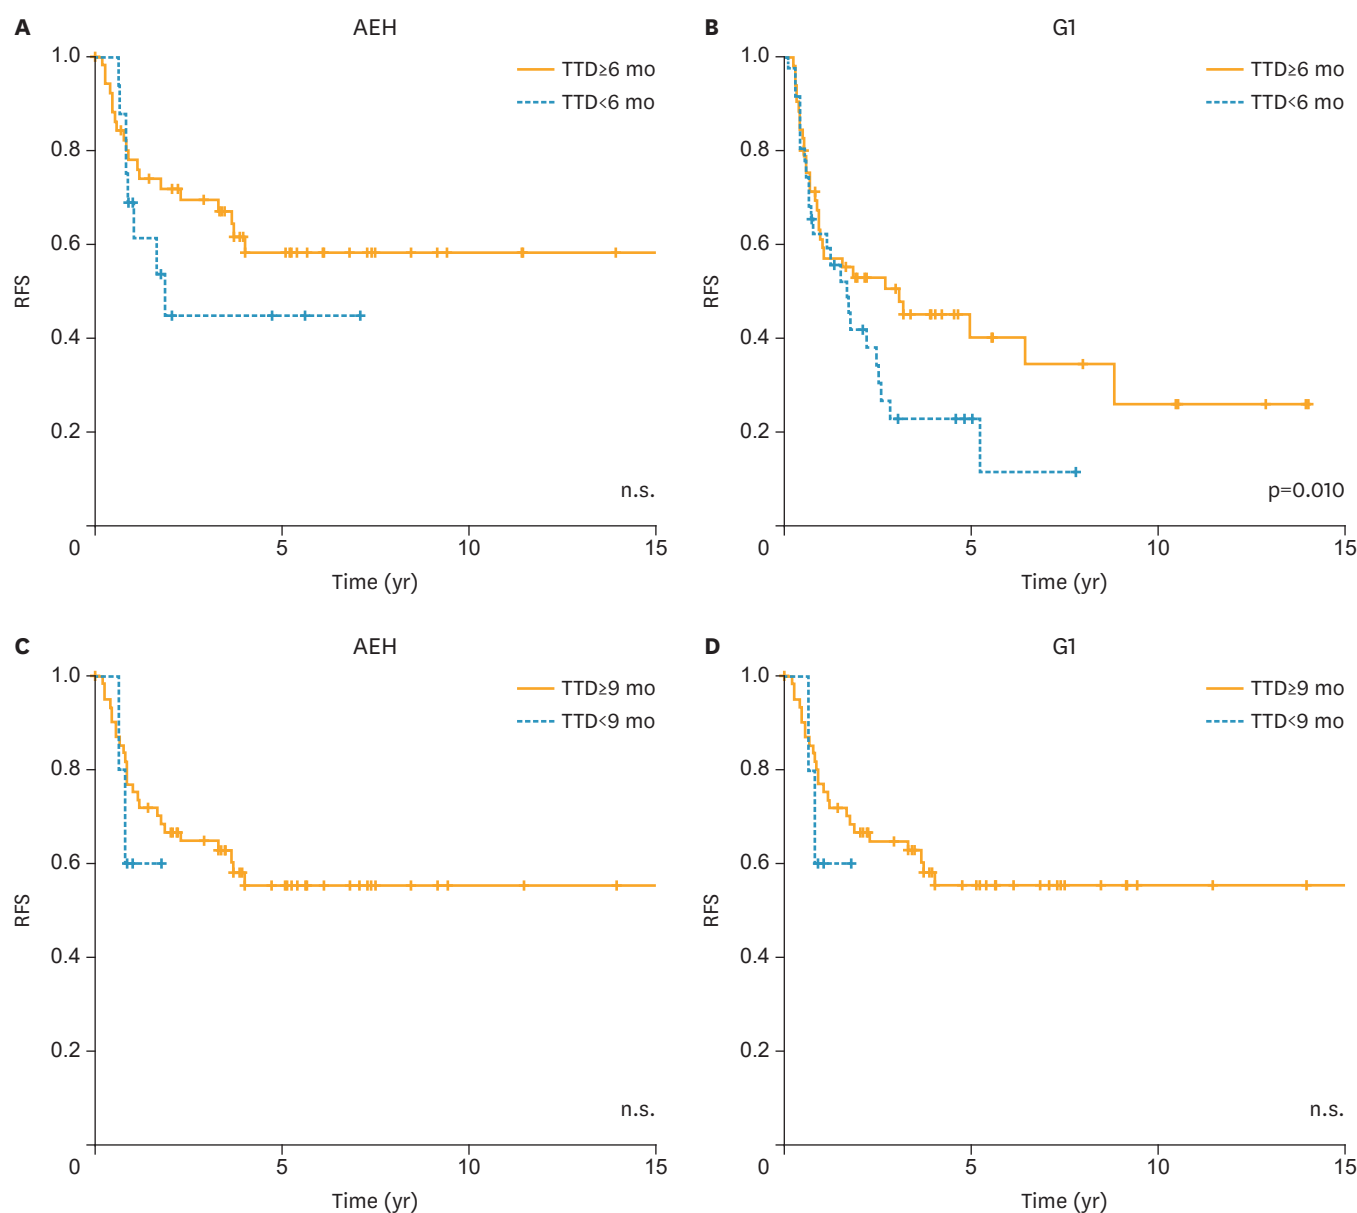 A
AEH
1.0
0.8
0.6
0.4
0.2
RFS
TTD≥6 mo
TTD<6 mo
n.s.
0
5
10
15
Time (yr)
B
G1
1.0
0.8
0.6
0.4
0.2
RFS
TTD≥6 mo
TTD<6 mo
p=0.010
0
5
10
15
Time (yr)
C
AEH
1.0
0.8
0.6
0.4
0.2
RFS
TTD≥9 mo
TTD<9 mo
n.s.
0
5
10
15
Time (yr)
D
G1
1.0
0.8
0.6
0.4
0.2
RFS
TTD≥9 mo
TTD<9 mo
n.s.
0
5
10
15
Time (yr)